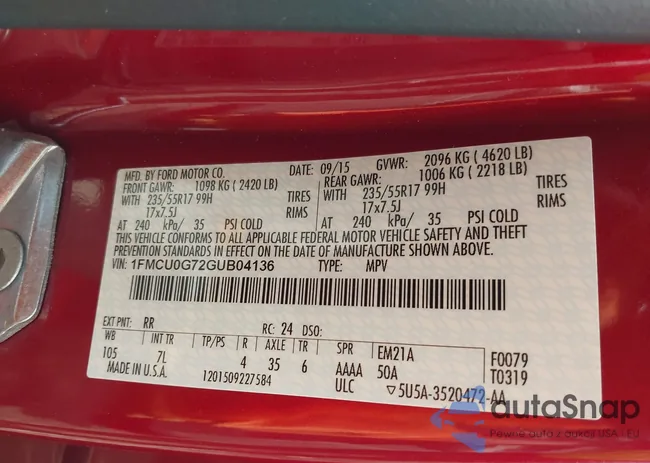 MFD. BY FORD MOTOR CO.
DATE: 09/15 GVWR: 2096 KG ( 4620 LB)
FRONT GAWR: 1098 KG ( 2420 LB) REAR GAWR: 1006 KG ( 2218 LB)
WITH 235/55R17 99H TIRES WITH 235/55R17 99H TIRES
17x7.5J RIMS 17x7.5J RIMS
AT 240 kPa/ 35 PSI COLD AT 240 kPa/ 35 PSI COLD
THIS VEHICLE CONFORMS TO ALL APPLICABLE FEDERAL MOTOR VEHICLE SAFETY AND THEFT
PREVENTION STANDARDS IN EFFECT ON THE DATE OF MANUFACTURE SHOWN ABOVE.
VIN: 1FMCU0G72GUB04136 TYPE: MPV
EXT PNT: RR RC: 24 DSO:
WB INT TR TP/PS R AXLE TR SPR EM21A F0079
105 7L 4 35 6 AAAA 50A T0319
MADE IN U.S.A. 1201509227584 ULC ▽5U5A-3520472-AA
autoSnap
Pewne auto z aukcji USA - EU